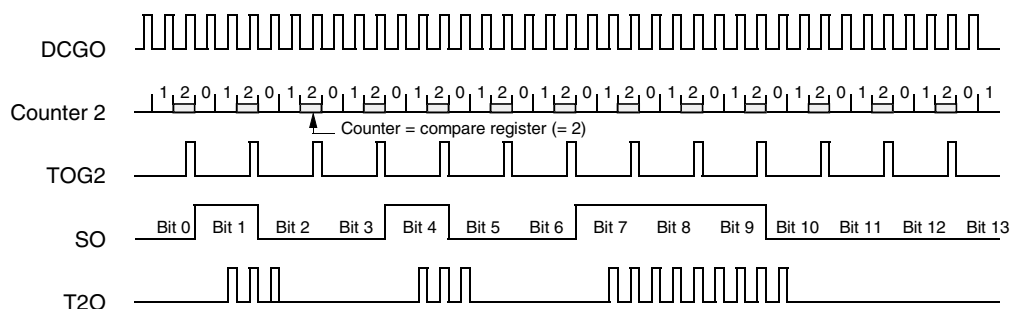 DCGO
Counter 2 1 2 0 1 2 0 1 2 0 1 2 0 1 2 0 1 2 0 1 2 0 1 2 0 1 2 0 1 2 0 1 2 0 1 2 0 1 2 0 1
Counter = compare register (= 2)
TOG2
SO Bit 0 Bit 1 Bit 2 Bit 3 Bit 4 Bit 5 Bit 6 Bit 7 Bit 8 Bit 9 Bit 10 Bit 11 Bit 12 Bit 13
T2O